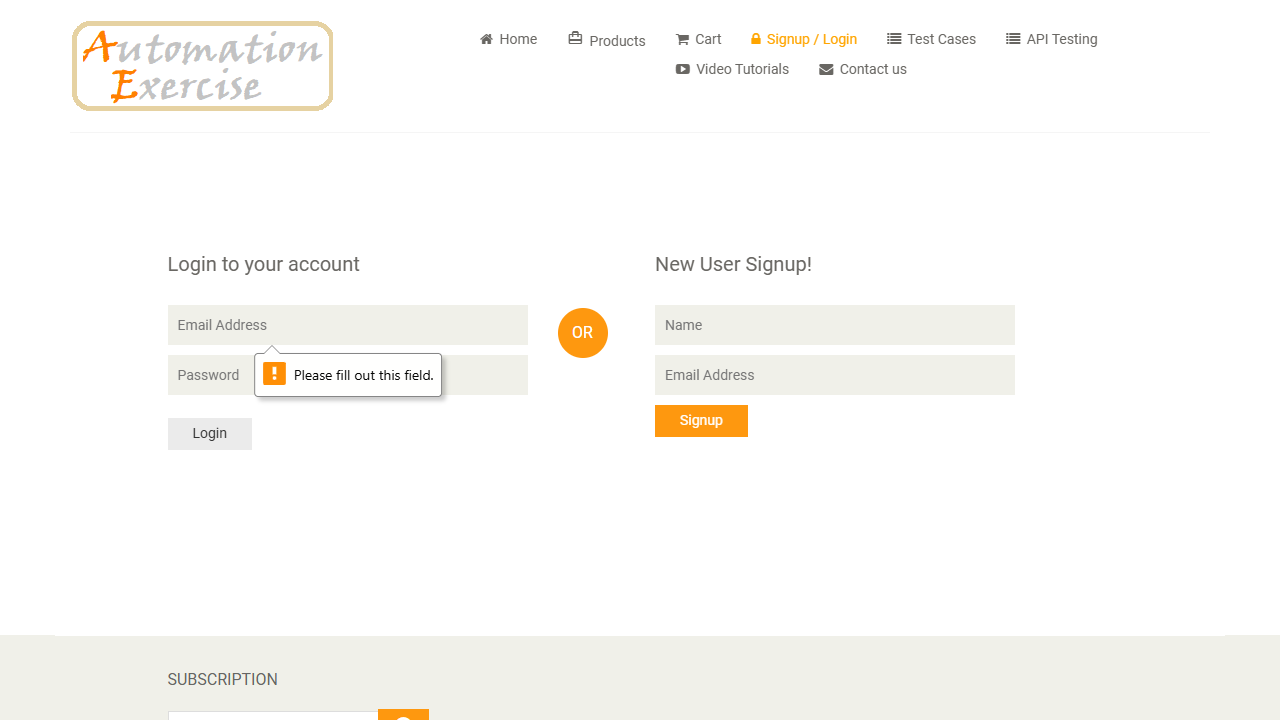 Automation
Exercise
Home
Products
Cart
Signup / Login
Test Cases
API Testing
Video Tutorials
Contact us
Login to your account
New User Signup!
Email Address
OR
Name
Password
Please fill out this field.
Email Address
Login
Signup
SUBSCRIPTION